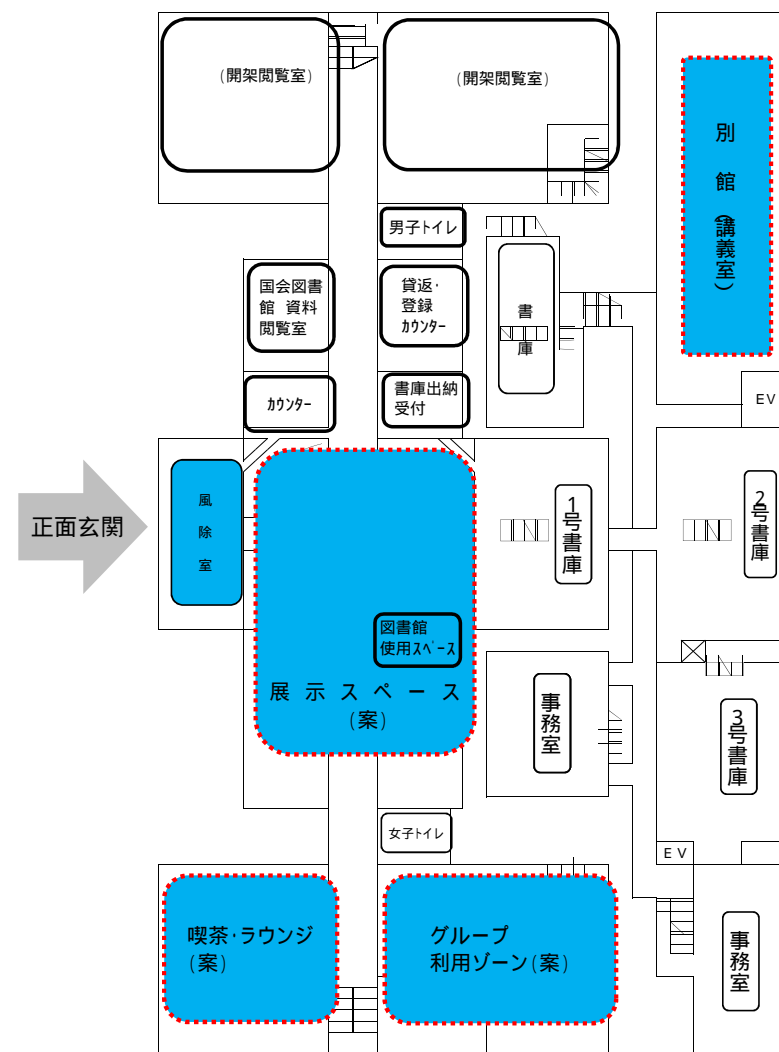 (開架閲覧室)
(開架閲覧室)
別館(講義室)
男子トイレ
国会図書
館 資料
閲覧室
貸返・
登録
カウンター
書庫
カウンター
書庫出納
受付
EV
正面玄関
風除室
1号書庫
2号書庫
図書館
使用スペース
展示スペース
(案)
事務室
3号書庫
女子トイレ
EV
喫茶・ラウンジ
(案)
グループ
利用ゾーン(案)
事務室